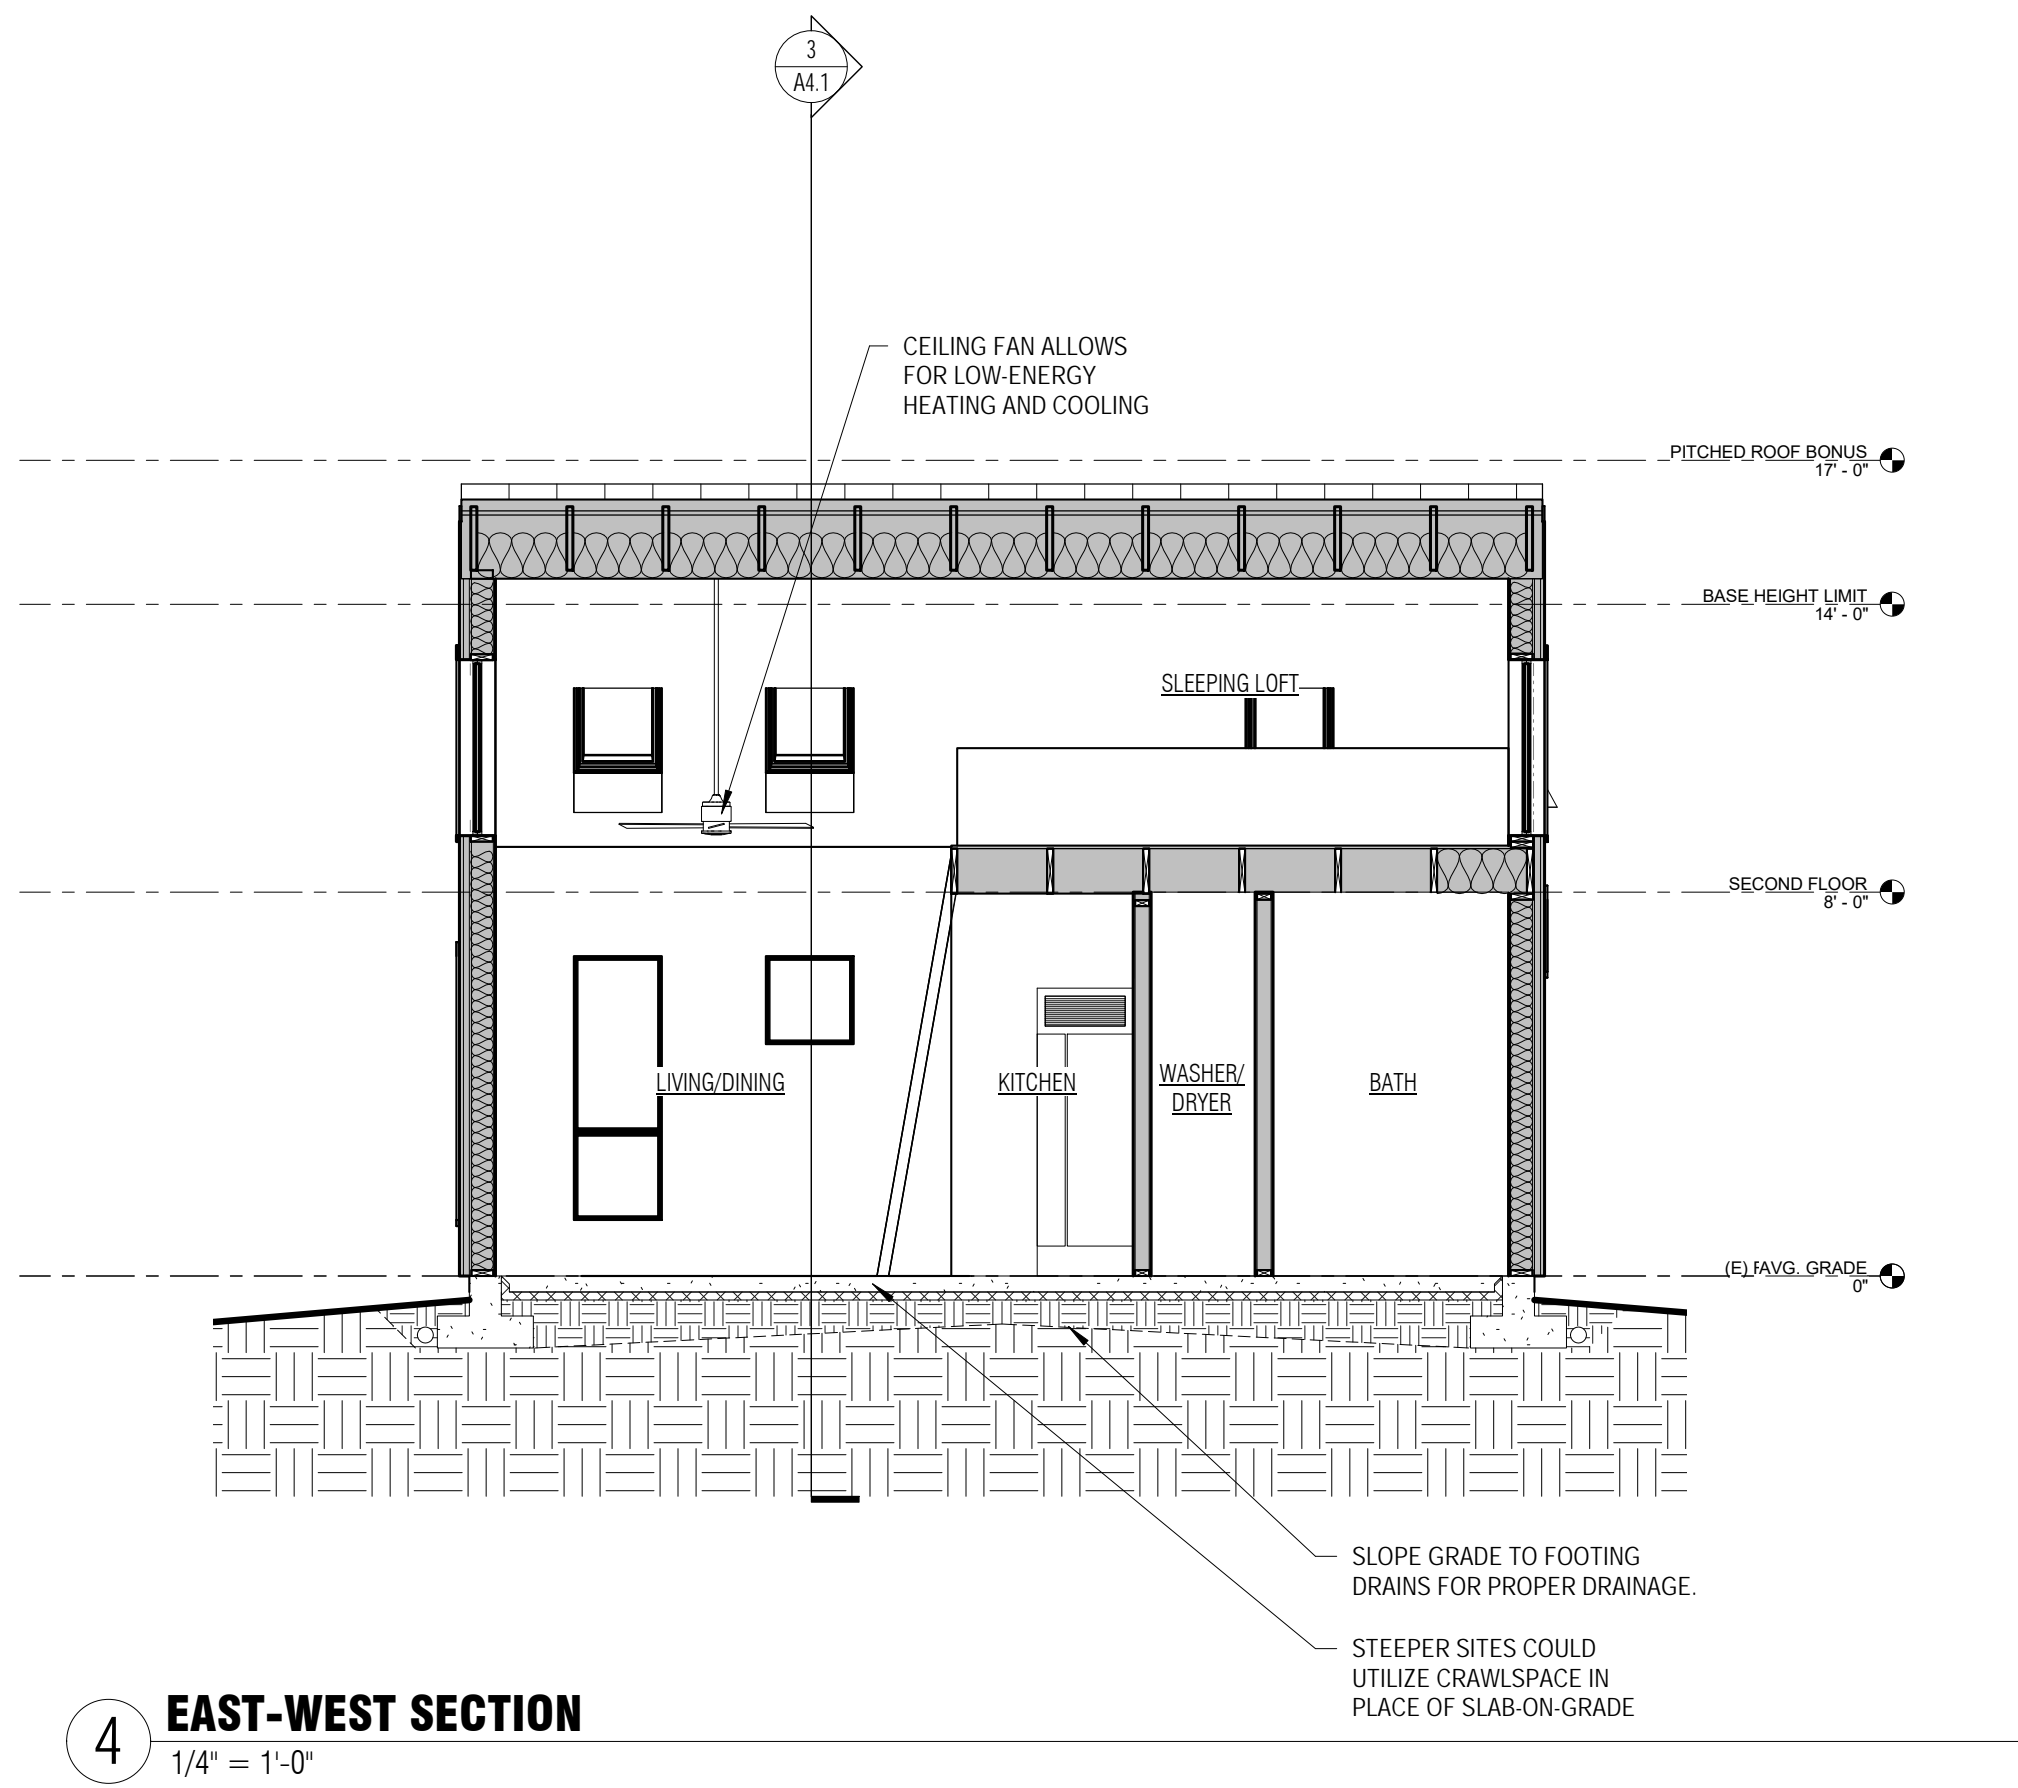 3
A4.1
CEILING FAN ALLOWS
FOR LOW-ENERGY
HEATING AND COOLING
PITCHED ROOF BONUS
17' - 0"
BASE HEIGHT LIMIT
14' - 0"
SLEEPING LOFT
SECOND FLOOR
8' - 0"
LIVING/DINING
KITCHEN
WASHER/
DRYER
BATH
(E) AVG. GRADE
0"
SLOPE GRADE TO FOOTING
DRAINS FOR PROPER DRAINAGE.
STEEPER SITES COULD
UTILIZE CRAWLSPACE IN
PLACE OF SLAB-ON-GRADE
4
EAST-WEST SECTION
1/4" = 1'-0"